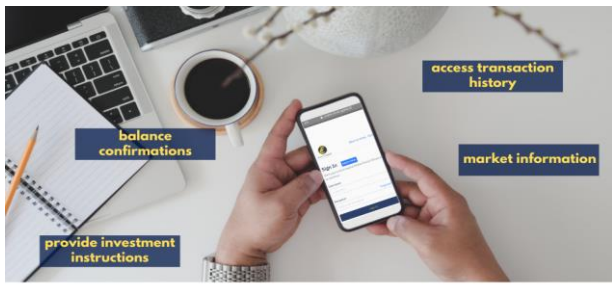 access transaction
history
balance
confirmations
market information
Sign In
provide investment
instructions